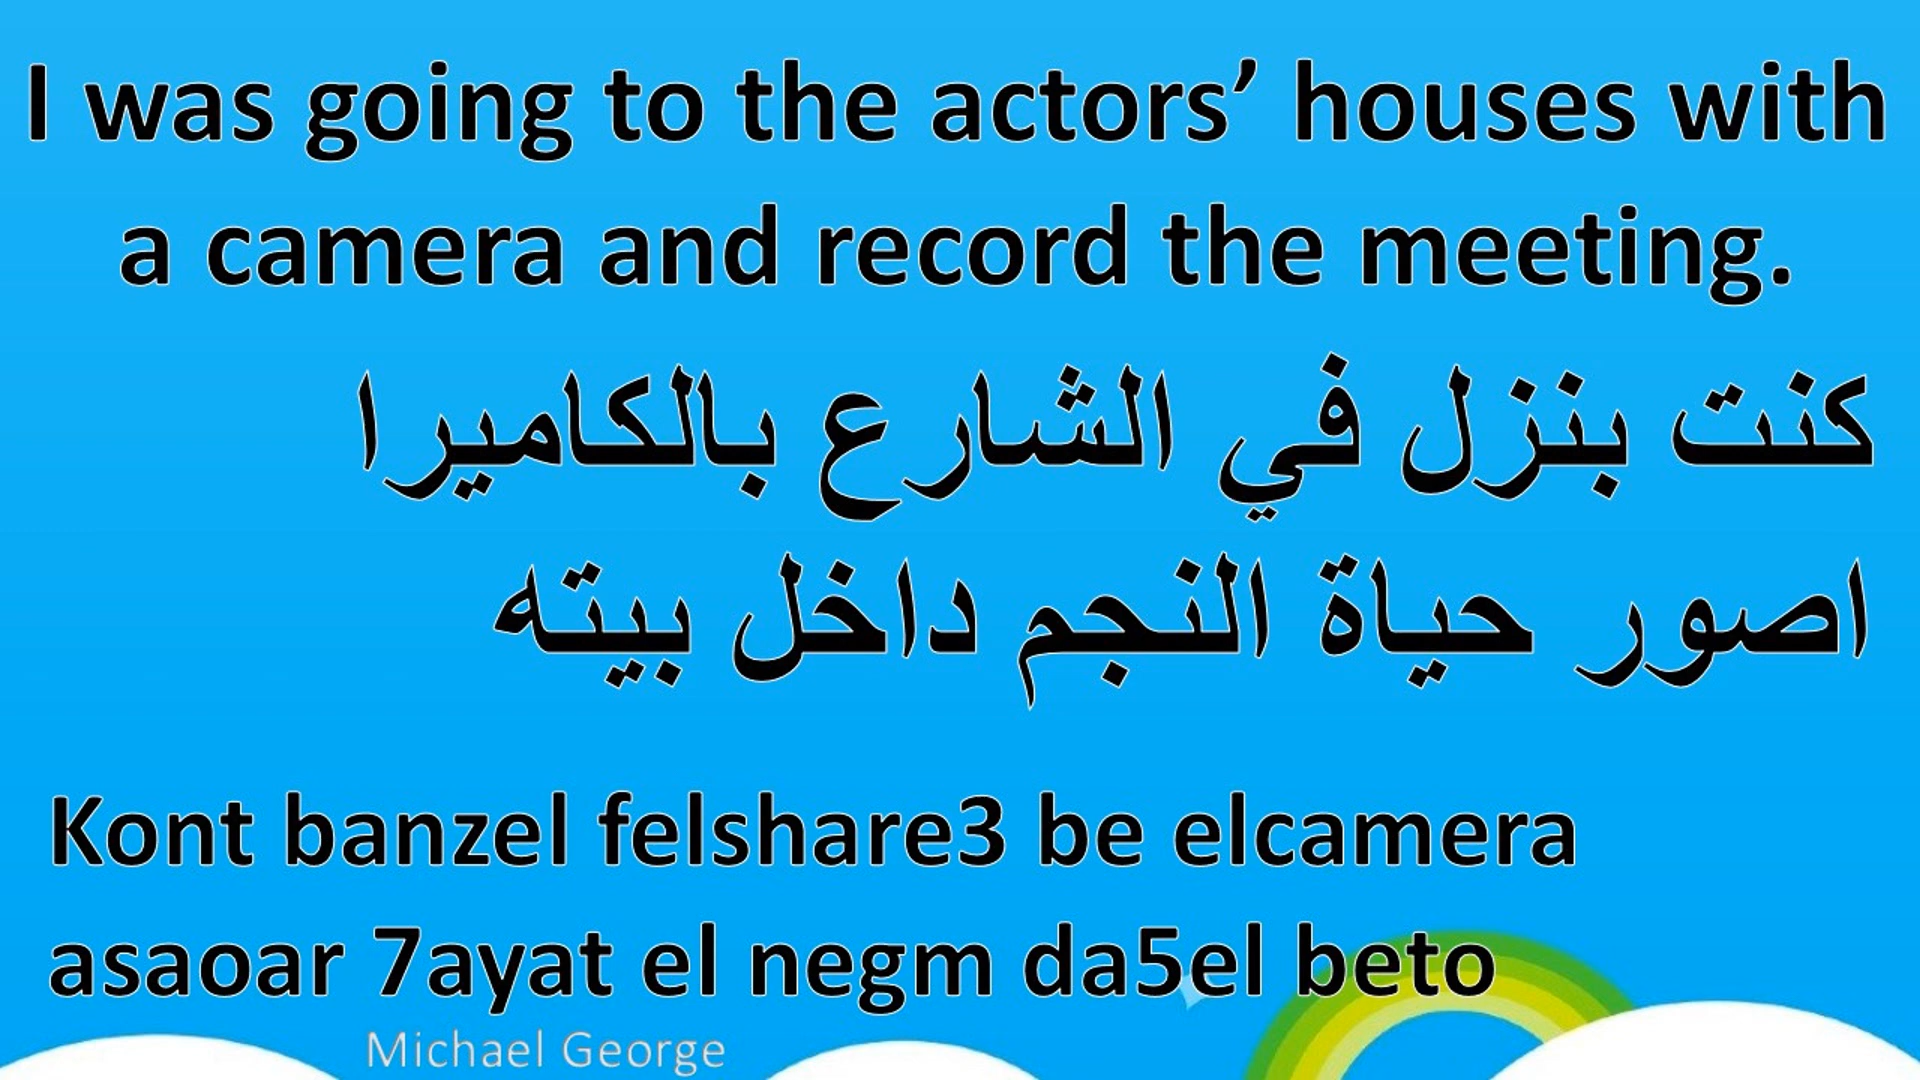 I was going to the actors’ houses with
a camera and record the meeting.
كنت بنزل في الشارع بالكاميرا
اصور حياة النجم داخل بيته
Kont banzel felshare3 be elcamera
asaoar 7ayat el negm da5el beto
Michael George